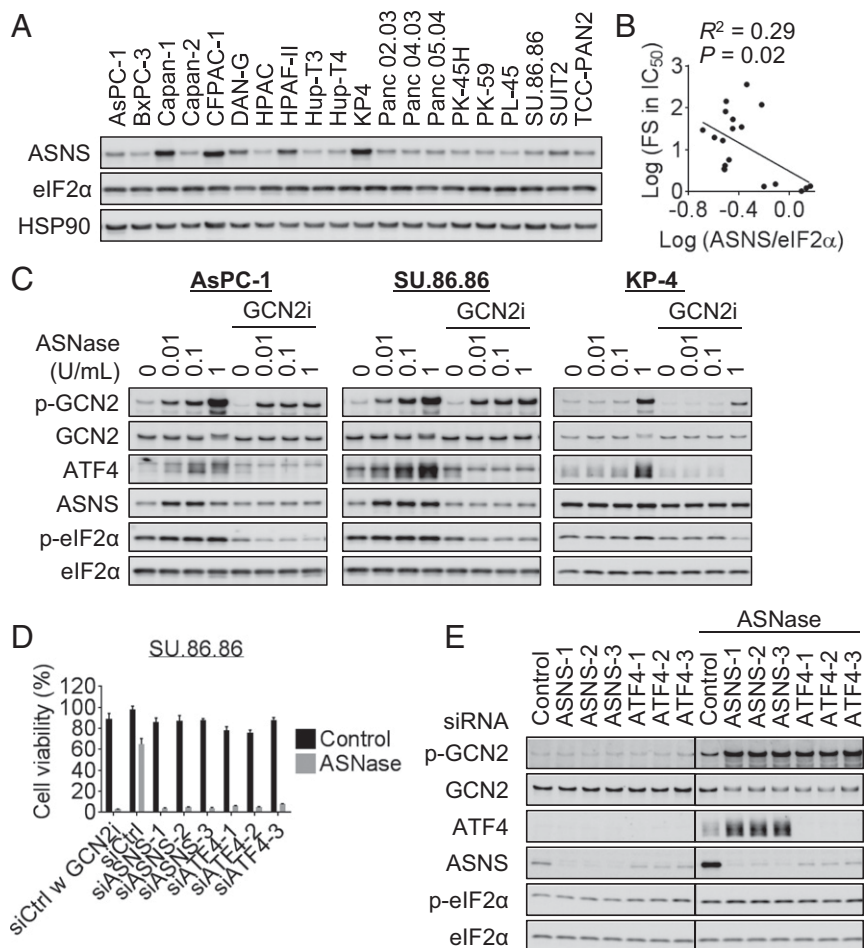 A
AsPC-1
BxPC-3
Capan-1
Capan-2
CFPAC-1
DAN-G
HPAC
HPAF-II
Hup-T3
Hup-T4
KP4
Panc 02.03
Panc 04.03
Panc 05.04
PK-45H
PK-59
PL-45
SU.86.86
SUIT2
TCC-PAN2
ASNS
eIF2α
HSP90
B
R² = 0.29
P = 0.02
Log (FS in IC₅₀)
3
2
1
0
-0.8 -0.4 0.0
Log (ASNS/eIF2α)
C
AsPC-1 SU.86.86 KP-4
GCN2i GCN2i GCN2i
ASNase
(U/mL)
0 0.01 0.1 1 0 0.01 0.1 1 0 0.01 0.1 1 0 0.01 0.1 1 0 0.01 0.1 1 0 0.01 0.1 1
p-GCN2
GCN2
ATF4
ASNS
p-eIF2α
eIF2α
D
SU.86.86
Cell viability (%)
120
100
80
60
40
20
0
Control
ASNase
siCtrl w GCN2i
siCtrl
siASNS-1
siASNS-2
siASNS-3
siATF4-1
siATF4-2
siATF4-3
E
ASNase
siRNA
Control
ASNS-1
ASNS-2
ASNS-3
ATF4-1
ATF4-2
ATF4-3
Control
ASNS-1
ASNS-2
ASNS-3
ATF4-1
ATF4-2
ATF4-3
p-GCN2
GCN2
ATF4
ASNS
p-eIF2α
eIF2α